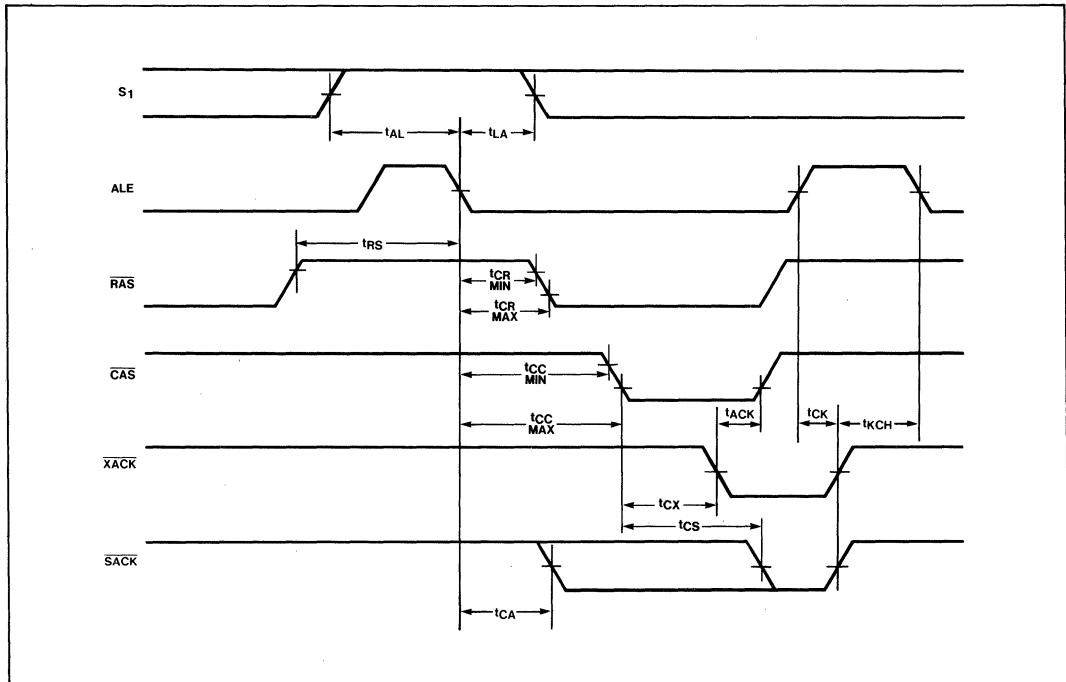 S1
tAL
tLA
ALE
tRS
RAS
tCR
MIN
tCR
MAX
CAS
tCC
MIN
tCC
MAX
tACK
tCK
tKCH
XACK
tCX
tCS
SACK
tCA